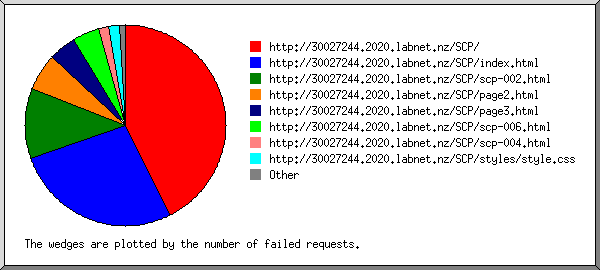 http://30027244.2020.labnet.nz/SCP/
http://30027244.2020.labnet.nz/SCP/index.html
http://30027244.2020.labnet.nz/SCP/scp-002.html
http://30027244.2020.labnet.nz/SCP/page2.html
http://30027244.2020.labnet.nz/SCP/page3.html
http://30027244.2020.labnet.nz/SCP/scp-006.html
http://30027244.2020.labnet.nz/SCP/scp-004.html
http://30027244.2020.labnet.nz/SCP/styles/style.css
Other
The wedges are plotted by the number of failed requests.